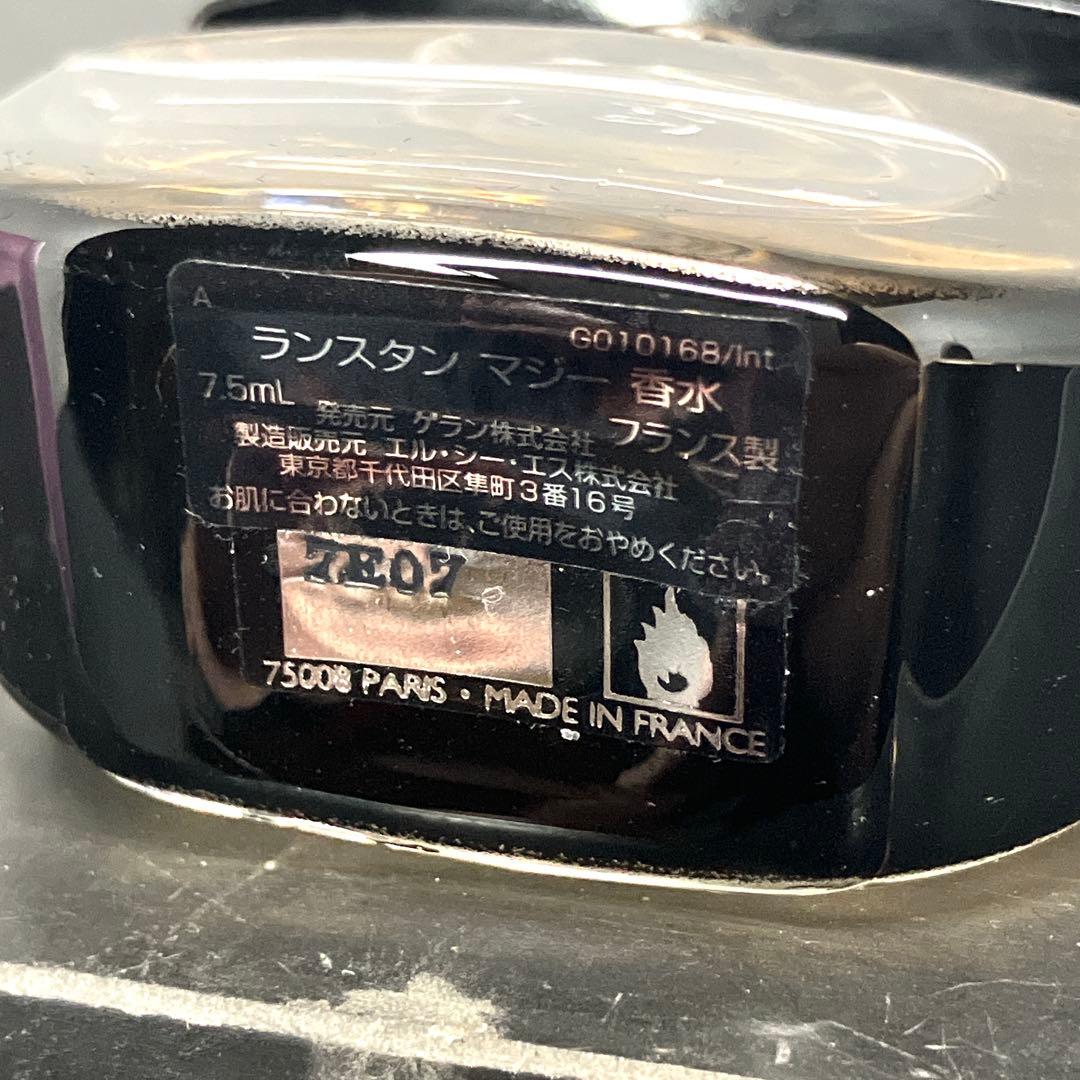 A
G010168/Int
ランスタン マジー 香水
7.5mL
フランス製
発売元 ゲラン株式会社
製造販売元 エル・シー・エス株式会社
東京都千代田区隼町3番16号
お肌に合わないときは、ご使用をおやめください。
7E07
75008 PARIS · MADE IN FRANCE